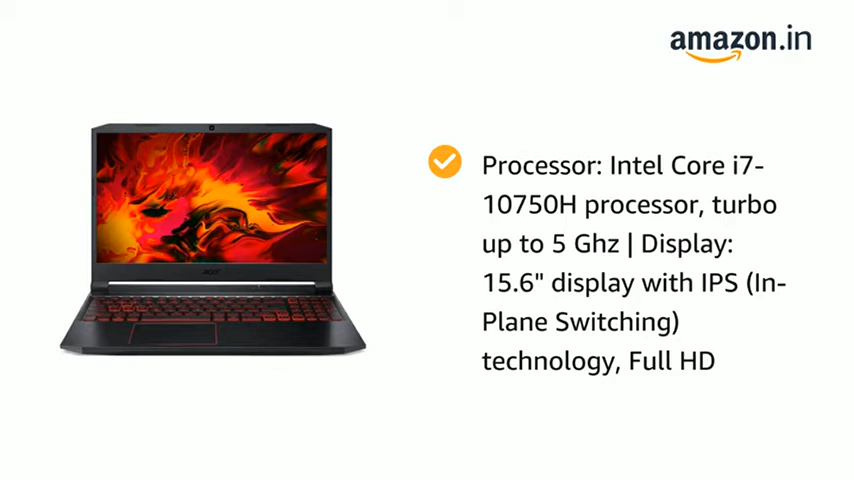 amazon.in
acer
Processor: Intel Core i7-
10750H processor, turbo
up to 5 Ghz | Display:
15.6" display with IPS (In-
Plane Switching)
technology, Full HD